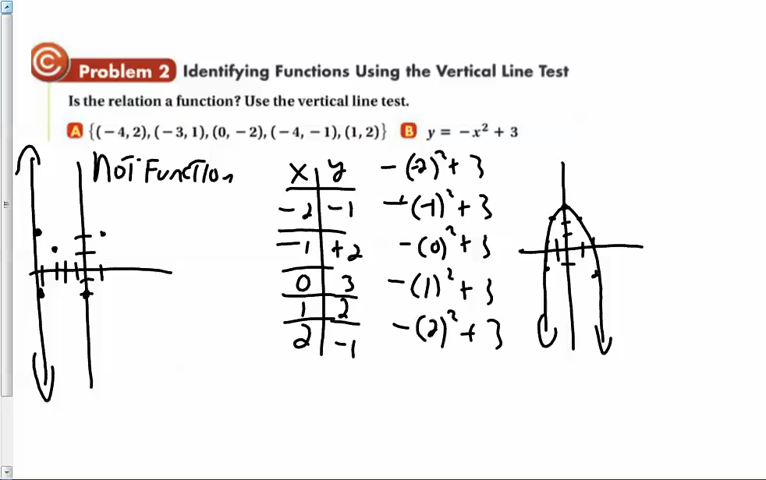 C Problem 2 Identifying Functions Using the Vertical Line Test
Is the relation a function? Use the vertical line test.
A {(−4, 2), (−3, 1), (0, −2), (−4, −1), (1, 2)} B y = −x² + 3
NOT Function
x y −(-2)² + 3
−2 −1 −(-1)² + 3
−1 +2 −(0)² + 3
0 3 −(1)² + 3
1 2 −(2)² + 3
2 −1